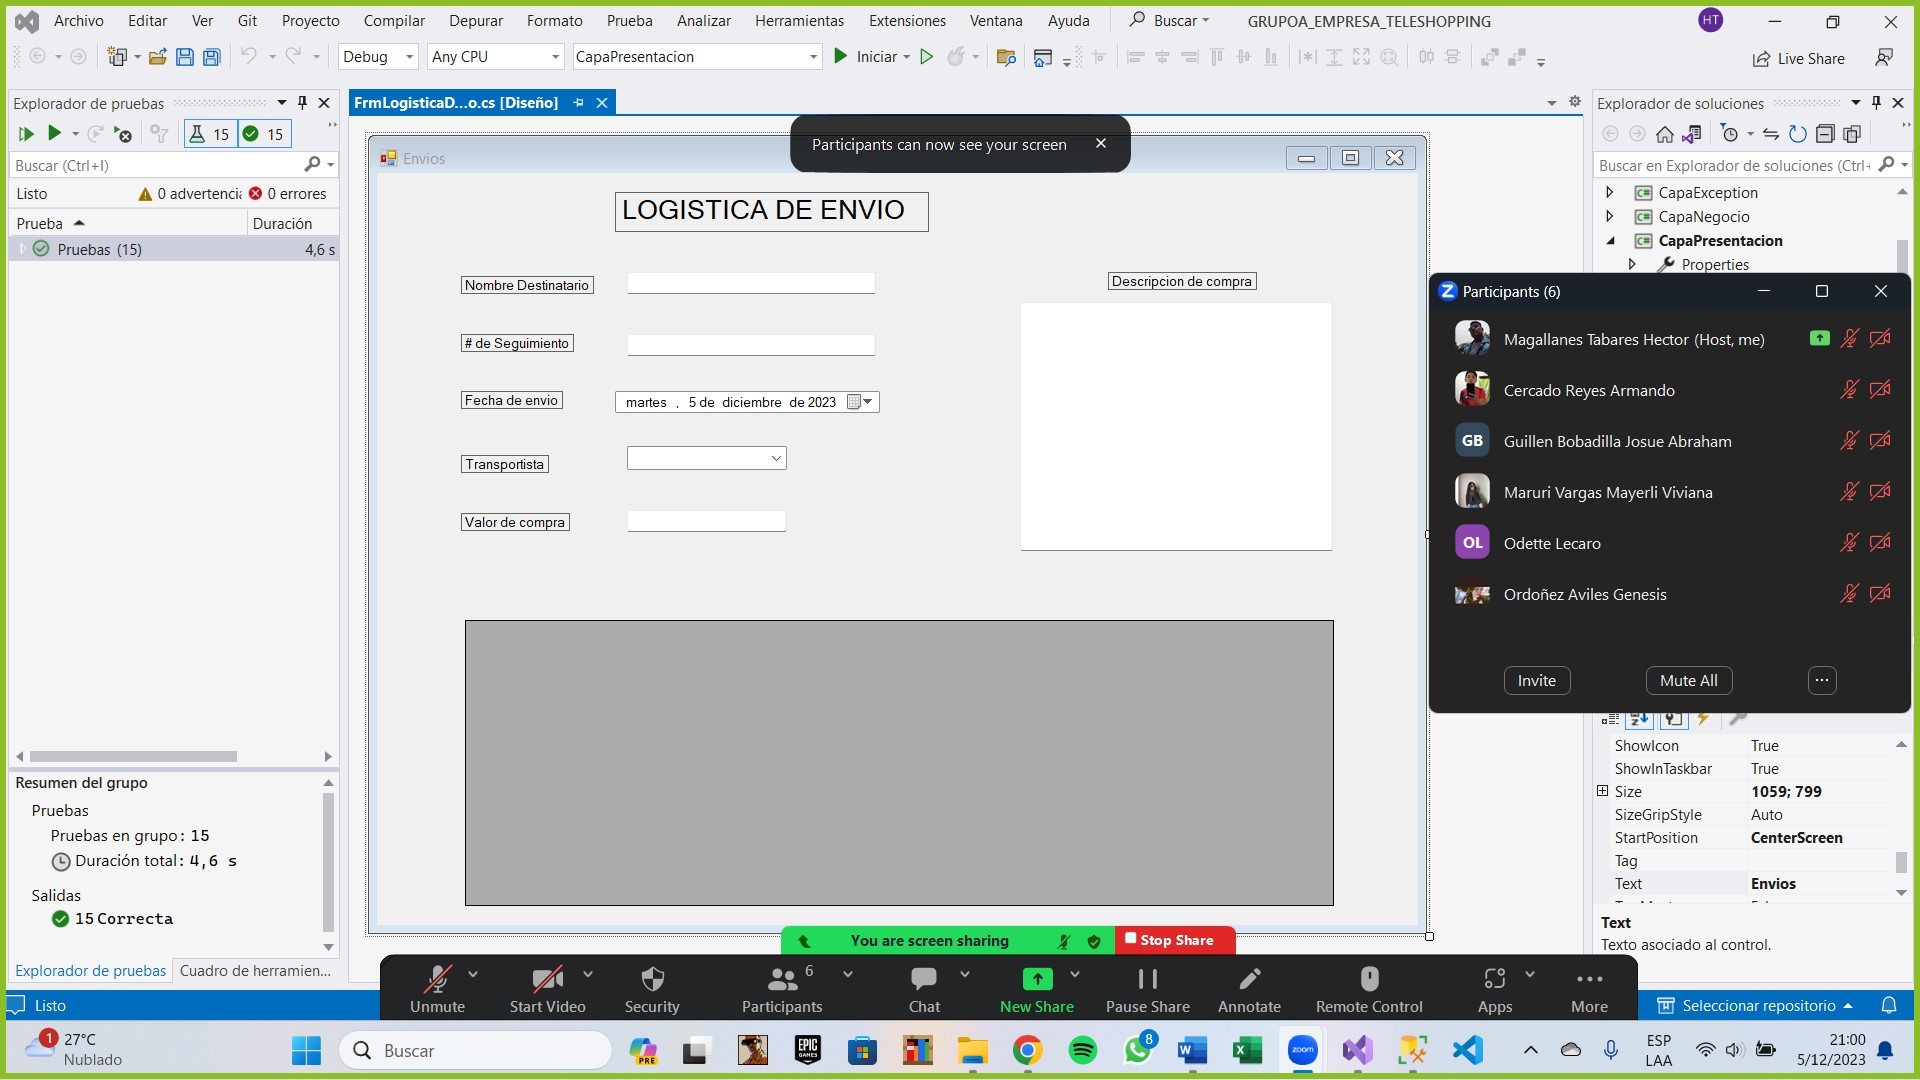 Archivo Editar Ver Git Proyecto Compilar Depurar Formato Prueba Analizar Herramientas Extensiones Ventana Ayuda Buscar GRUPOA_EMPRESA_TELESHOPPING HT
Debug Any CPU CapaPresentacion Iniciar Live Share
Explorador de pruebas
15 15
Buscar (Ctrl+I)
Listo 0 advertenci 0 errores
Prueba Duración
Pruebas (15) 4,6 s
Resumen del grupo
Pruebas
Pruebas en grupo: 15
Duración total: 4,6 s
Salidas
15 Correcta
Explorador de pruebas Cuadro de herramien...
Listo
FrmLogisticaD...o.cs [Diseño]
Participants can now see your screen
Envios
LOGISTICA DE ENVIO
Nombre Destinatario
Descripcion de compra
# de Seguimiento
Fecha de envio
martes , 5 de diciembre de 2023
Transportista
Valor de compra
Explorador de soluciones
Buscar en Explorador de soluciones (Ctrl+
CapaException
CapaNegocio
CapaPresentacion
Properties
Participants (6)
Magallanes Tabares Hector (Host, me)
Cercado Reyes Armando
GB Guillen Bobadilla Josue Abraham
Maruri Vargas Mayerli Viviana
OL Odette Lecaro
Ordoñez Aviles Genesis
Invite Mute All
ShowIcon True
ShowInTaskbar True
Size 1059; 799
SizeGripStyle Auto
StartPosition CenterScreen
Tag
Text Envios
Text
Texto asociado al control.
You are screen sharing Stop Share
6
Unmute Start Video Security Participants Chat New Share Pause Share Annotate Remote Control Apps More
Seleccionar repositorio
1 27°C
Nublado
Buscar
PRE
EPIC GAMES
8
zoom
ESP
LAA
21:00
5/12/2023